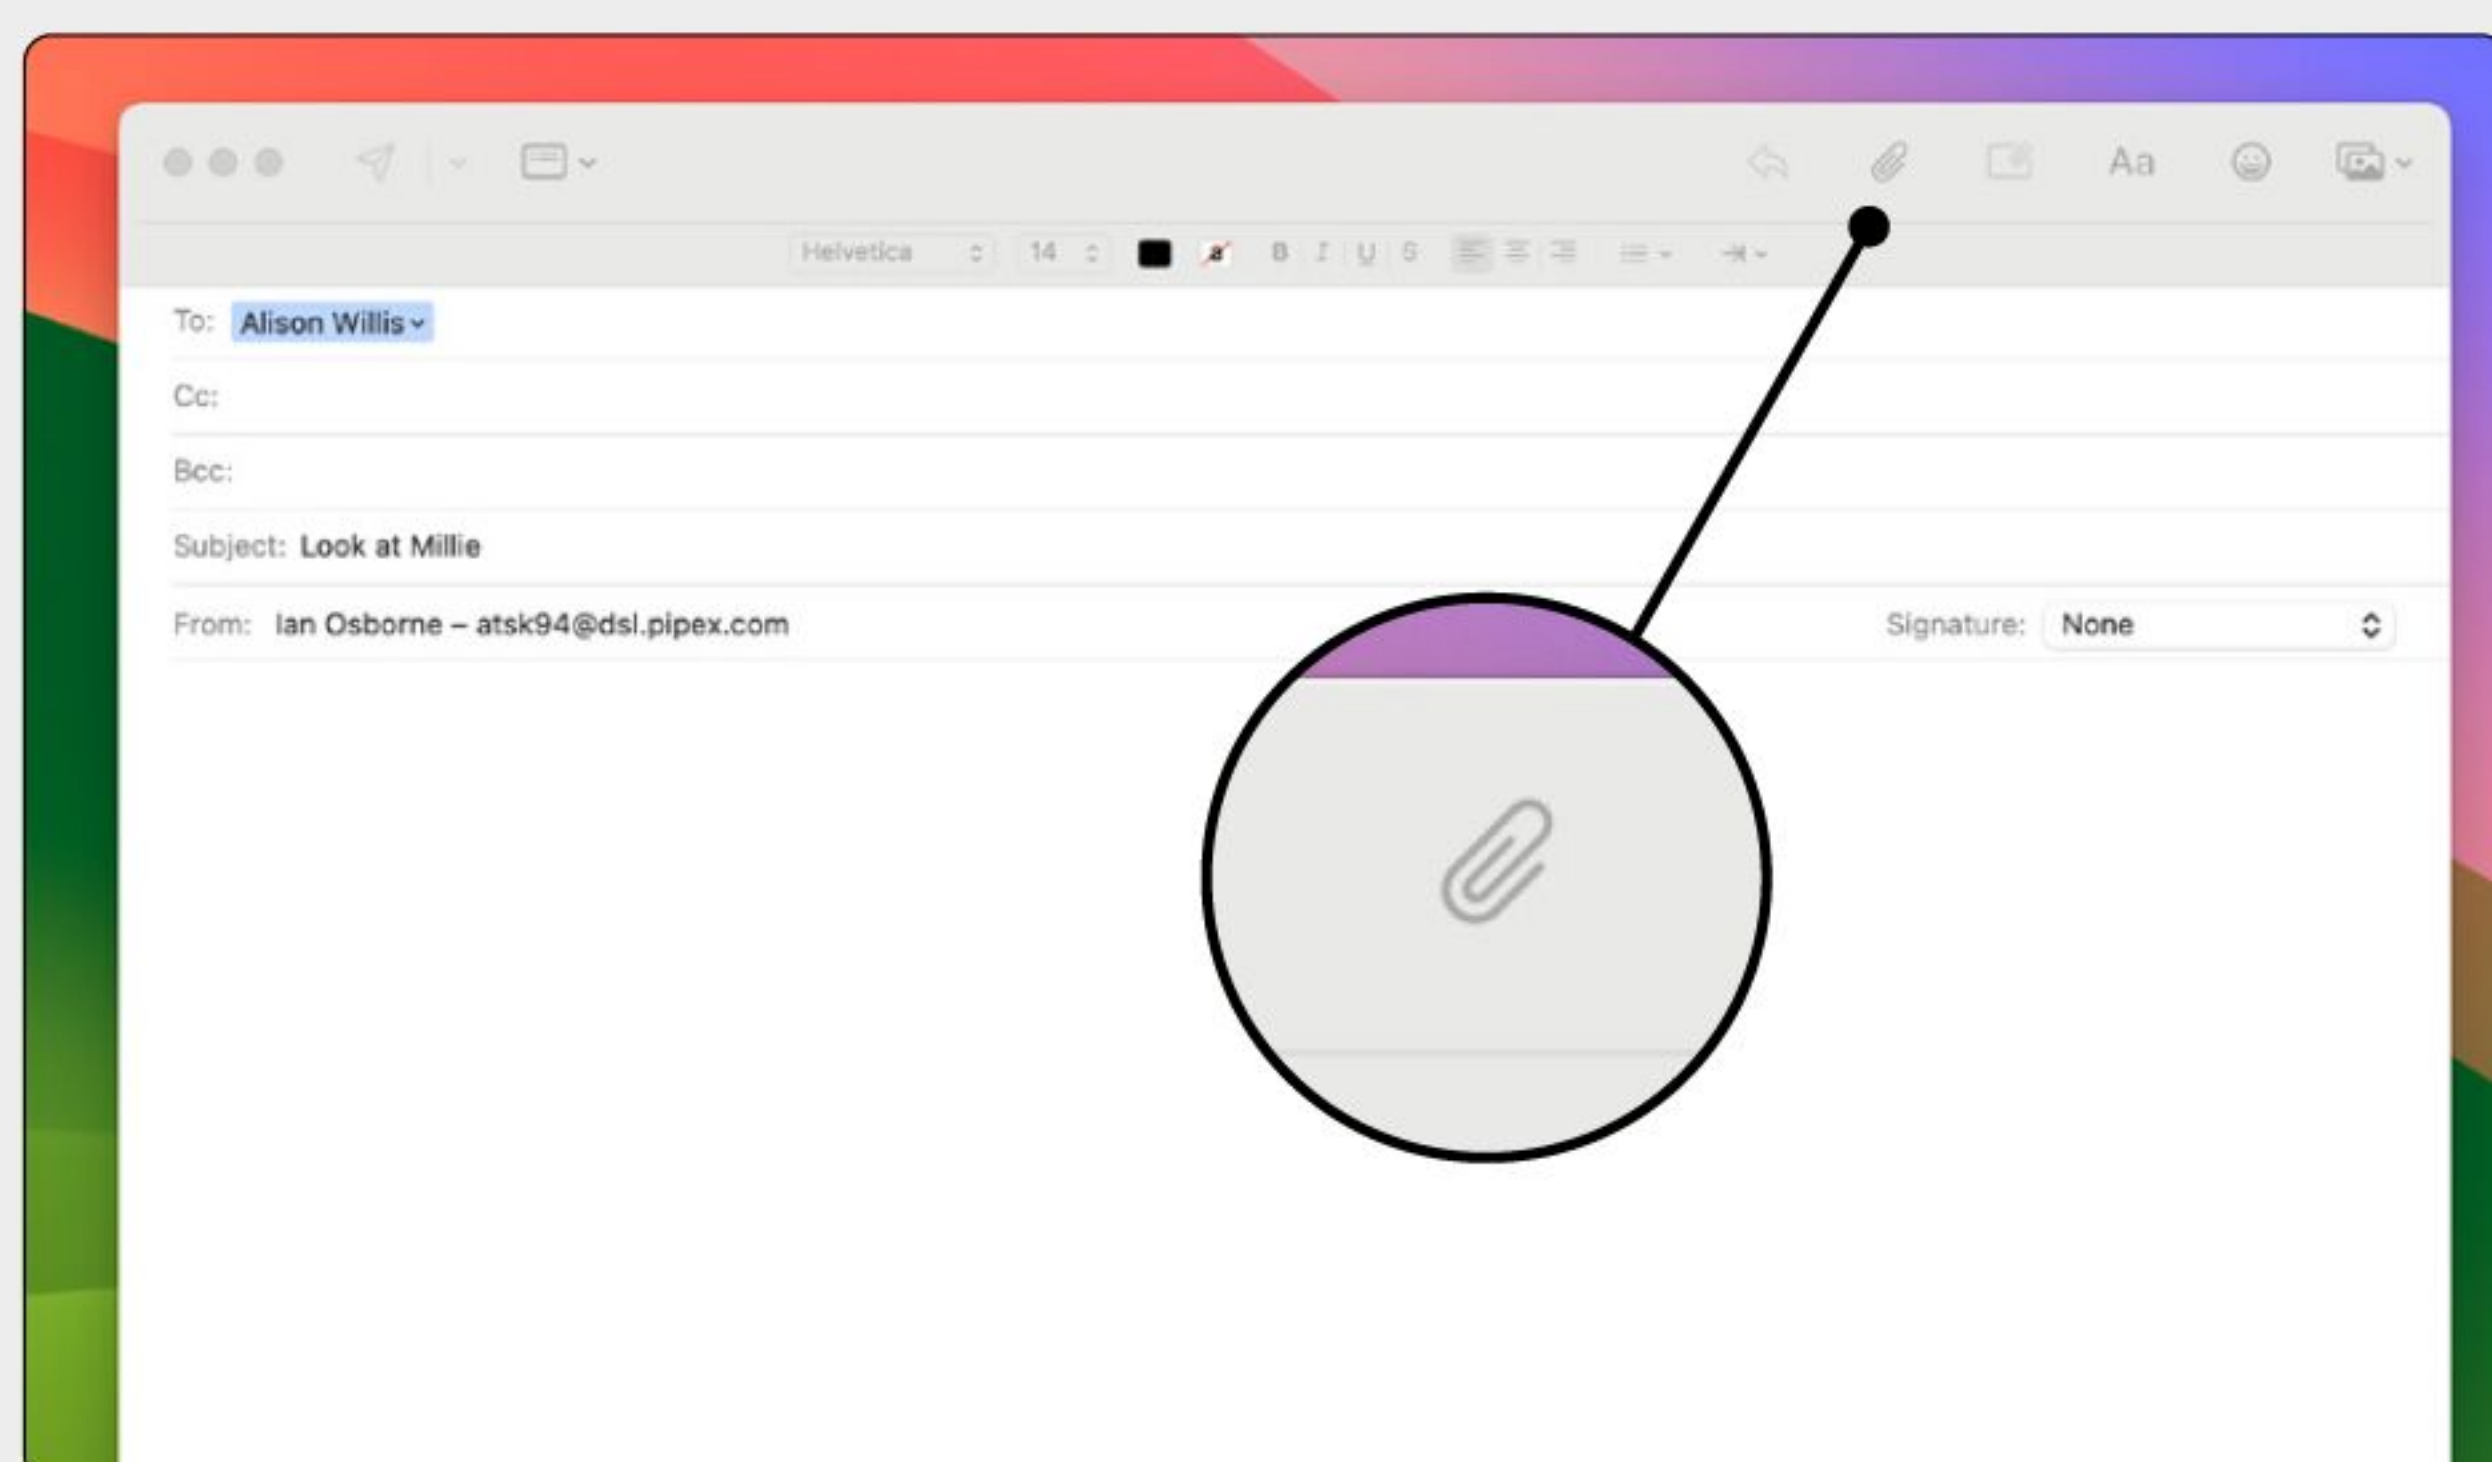 Aa
Helvetica 14 a B I U S
To: Alison Willis
Cc:
Bcc:
Subject: Look at Millie
From: Ian Osborne – atsk94@dsl.pipex.com Signature: None